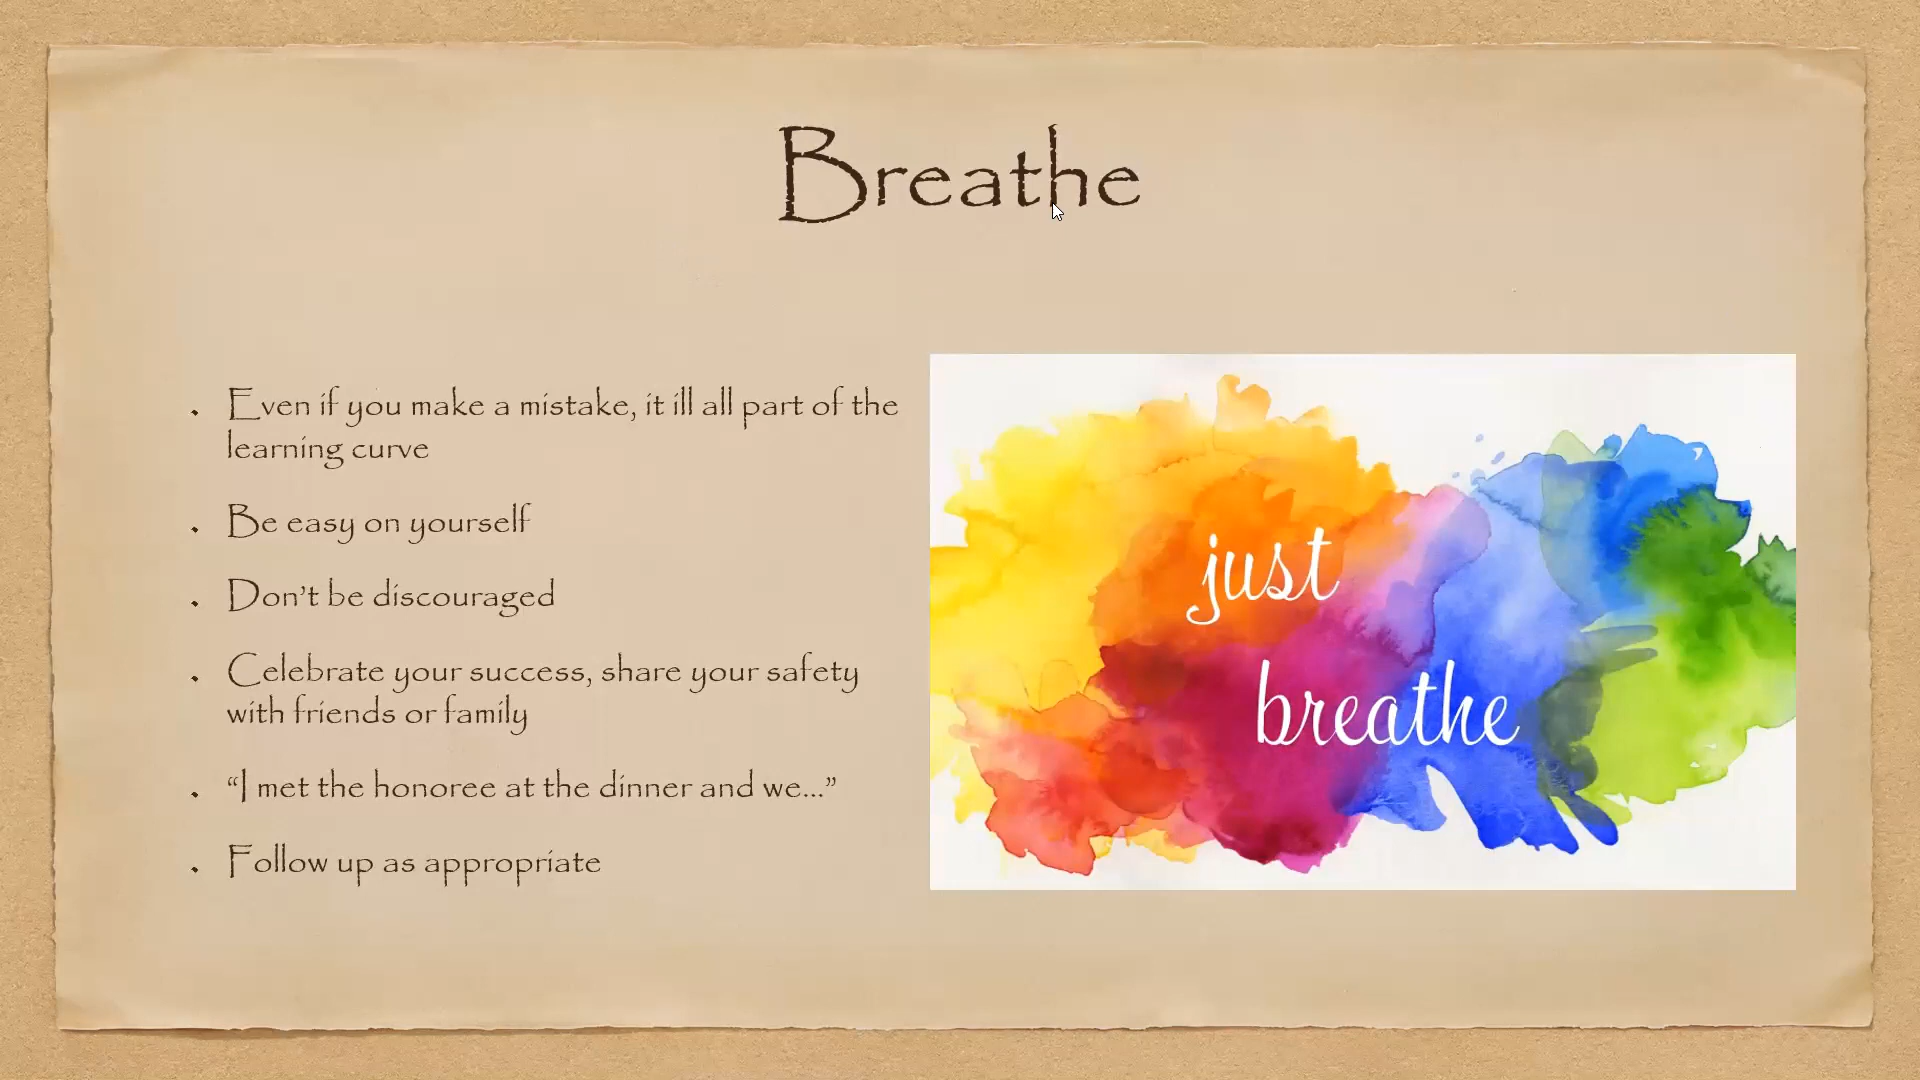 Breathe
• Even if you make a mistake, it ill all part of the
learning curve
• Be easy on yourself
• Don’t be discouraged
• Celebrate your success, share your safety
with friends or family
• “I met the honoree at the dinner and we...”
• Follow up as appropriate
just
breathe